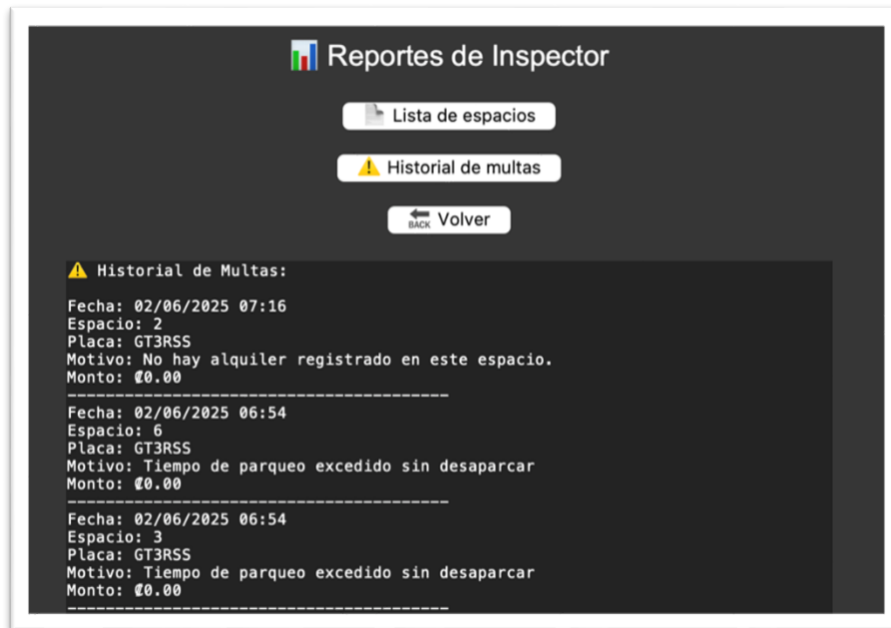 📊 Reportes de Inspector
📄 Lista de espacios
⚠️ Historial de multas
🔙 Volver
⚠️ Historial de Multas:
Fecha: 02/06/2025 07:16
Espacio: 2
Placa: GT3RSS
Motivo: No hay alquiler registrado en este espacio.
Monto: ₡0.00
----------------------------------------
Fecha: 02/06/2025 06:54
Espacio: 6
Placa: GT3RSS
Motivo: Tiempo de parqueo excedido sin desaparcar
Monto: ₡0.00
----------------------------------------
Fecha: 02/06/2025 06:54
Espacio: 3
Placa: GT3RSS
Motivo: Tiempo de parqueo excedido sin desaparcar
Monto: ₡0.00
----------------------------------------